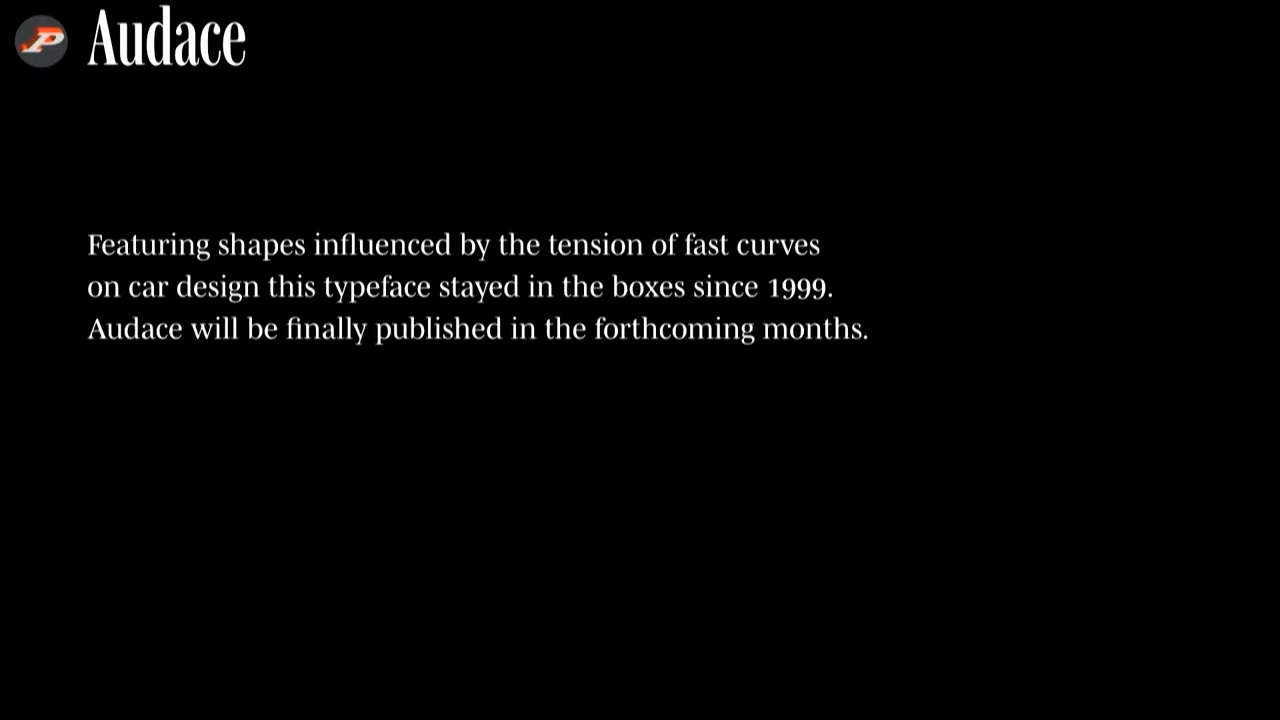 P
Audace
Featuring shapes influenced by the tension of fast curves
on car design this typeface stayed in the boxes since 1999.
Audace will be finally published in the forthcoming months.